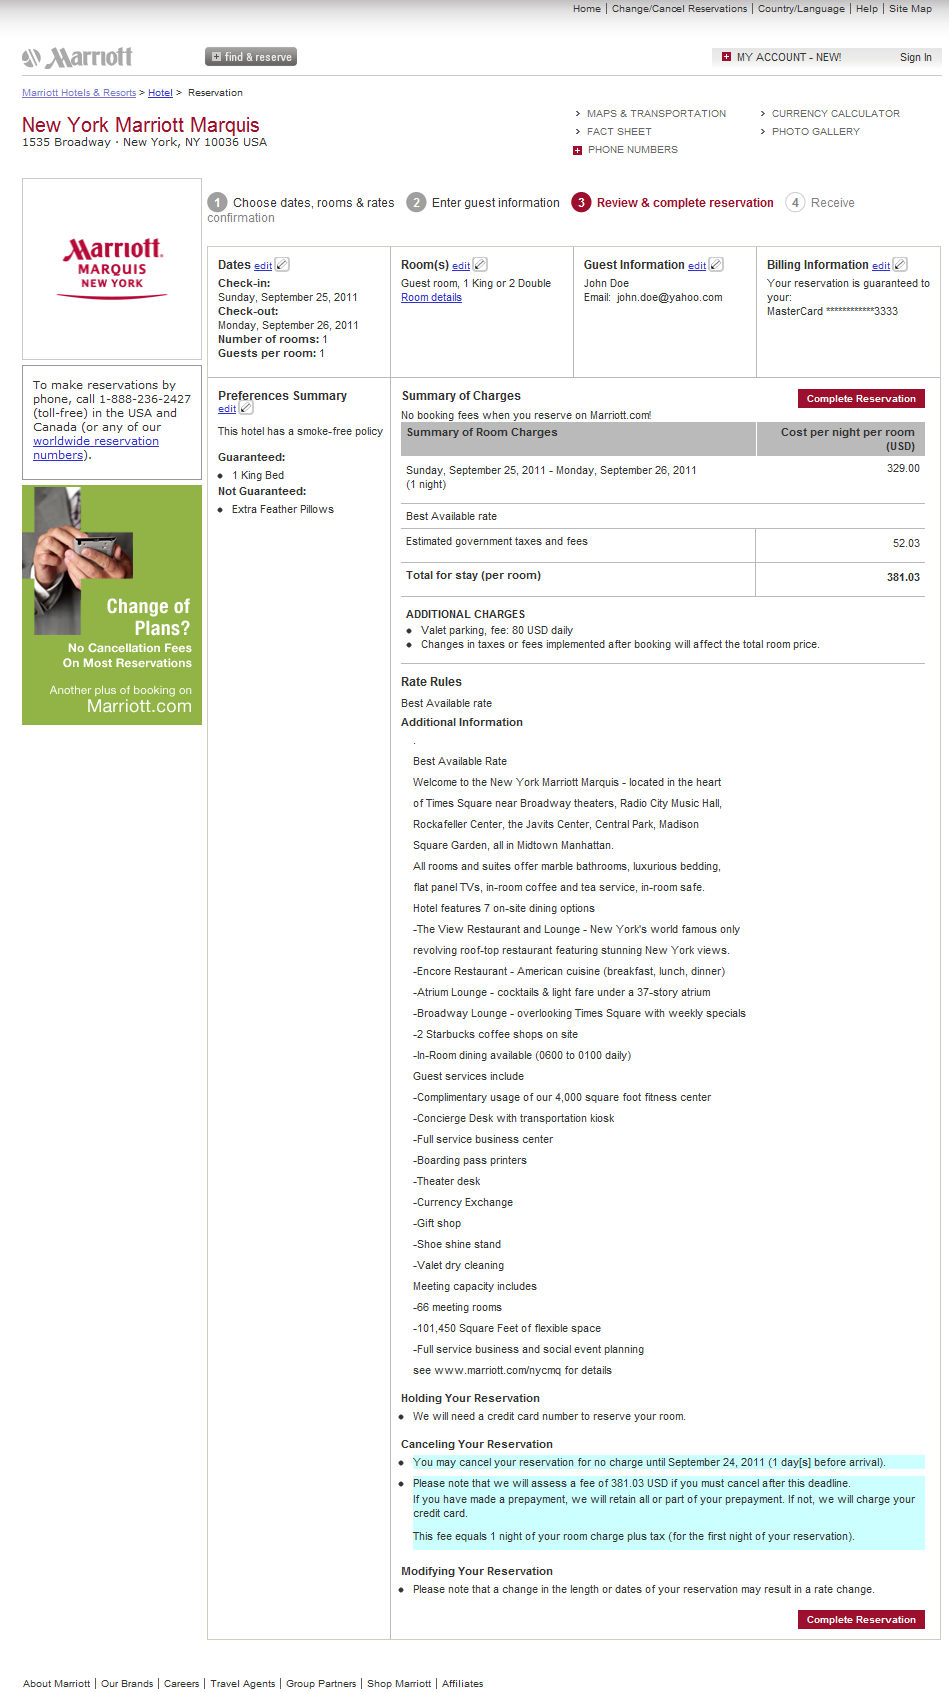 Home | Change/Cancel Reservations | Country/Language | Help | Site Map
Marriott
find & reserve
MY ACCOUNT - NEW!
Sign In
Marriott Hotels & Resorts > Hotel > Reservation
New York Marriott Marquis
1535 Broadway · New York, NY 10036 USA
> MAPS & TRANSPORTATION
> CURRENCY CALCULATOR
> FACT SHEET
> PHOTO GALLERY
PHONE NUMBERS
Marriott.
MARQUIS
NEW YORK
To make reservations by
phone, call 1-888-236-2427
(toll-free) in the USA and
Canada (or any of our
worldwide reservation
numbers).
Change of
Plans?
No Cancellation Fees
On Most Reservations
Another plus of booking on
Marriott.com
1 Choose dates, rooms & rates 2 Enter guest information 3 Review & complete reservation 4 Receive
confirmation
Dates edit
Check-in:
Sunday, September 25, 2011
Check-out:
Monday, September 26, 2011
Number of rooms: 1
Guests per room: 1
Room(s) edit
Guest room, 1 King or 2 Double
Room details
Guest Information edit
John Doe
Email: john.doe@yahoo.com
Billing Information edit
Your reservation is guaranteed to
your:
MasterCard ************3333
Preferences Summary
edit
This hotel has a smoke-free policy
Guaranteed:
• 1 King Bed
Not Guaranteed:
• Extra Feather Pillows
Summary of Charges
Complete Reservation
No booking fees when you reserve on Marriott.com!
Summary of Room Charges
Cost per night per room
(USD)
Sunday, September 25, 2011 - Monday, September 26, 2011
(1 night)
329.00
Best Available rate
Estimated government taxes and fees
52.03
Total for stay (per room)
381.03
ADDITIONAL CHARGES
• Valet parking, fee: 80 USD daily
• Changes in taxes or fees implemented after booking will affect the total room price.
Rate Rules
Best Available rate
Additional Information
.
Best Available Rate
Welcome to the New York Marriott Marquis - located in the heart
of Times Square near Broadway theaters, Radio City Music Hall,
Rockafeller Center, the Javits Center, Central Park, Madison
Square Garden, all in Midtown Manhattan.
All rooms and suites offer marble bathrooms, luxurious bedding,
flat panel TVs, in-room coffee and tea service, in-room safe.
Hotel features 7 on-site dining options
-The View Restaurant and Lounge - New York's world famous only
revolving roof-top restaurant featuring stunning New York views.
-Encore Restaurant - American cuisine (breakfast, lunch, dinner)
-Atrium Lounge - cocktails & light fare under a 37-story atrium
-Broadway Lounge - overlooking Times Square with weekly specials
-2 Starbucks coffee shops on site
-In-Room dining available (0600 to 0100 daily)
Guest services include
-Complimentary usage of our 4,000 square foot fitness center
-Concierge Desk with transportation kiosk
-Full service business center
-Boarding pass printers
-Theater desk
-Currency Exchange
-Gift shop
-Shoe shine stand
-Valet dry cleaning
Meeting capacity includes
-66 meeting rooms
-101,450 Square Feet of flexible space
-Full service business and social event planning
see www.marriott.com/nycmq for details
Holding Your Reservation
• We will need a credit card number to reserve your room.
Canceling Your Reservation
• You may cancel your reservation for no charge until September 24, 2011 (1 day[s] before arrival).
• Please note that we will assess a fee of 381.03 USD if you must cancel after this deadline.
If you have made a prepayment, we will retain all or part of your prepayment. If not, we will charge your
credit card.
This fee equals 1 night of your room charge plus tax (for the first night of your reservation).
Modifying Your Reservation
• Please note that a change in the length or dates of your reservation may result in a rate change.
Complete Reservation
About Marriott | Our Brands | Careers | Travel Agents | Group Partners | Shop Marriott | Affiliates